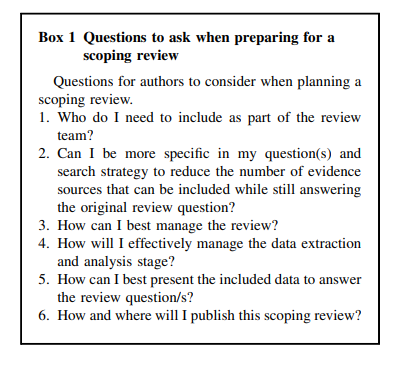 Box 1 Questions to ask when preparing for a
scoping review
Questions for authors to consider when planning a
scoping review.
1. Who do I need to include as part of the review
team?
2. Can I be more specific in my question(s) and
search strategy to reduce the number of evidence
sources that can be included while still answering
the original review question?
3. How can I best manage the review?
4. How will I effectively manage the data extraction
and analysis stage?
5. How can I best present the included data to answer
the review question/s?
6. How and where will I publish this scoping review?